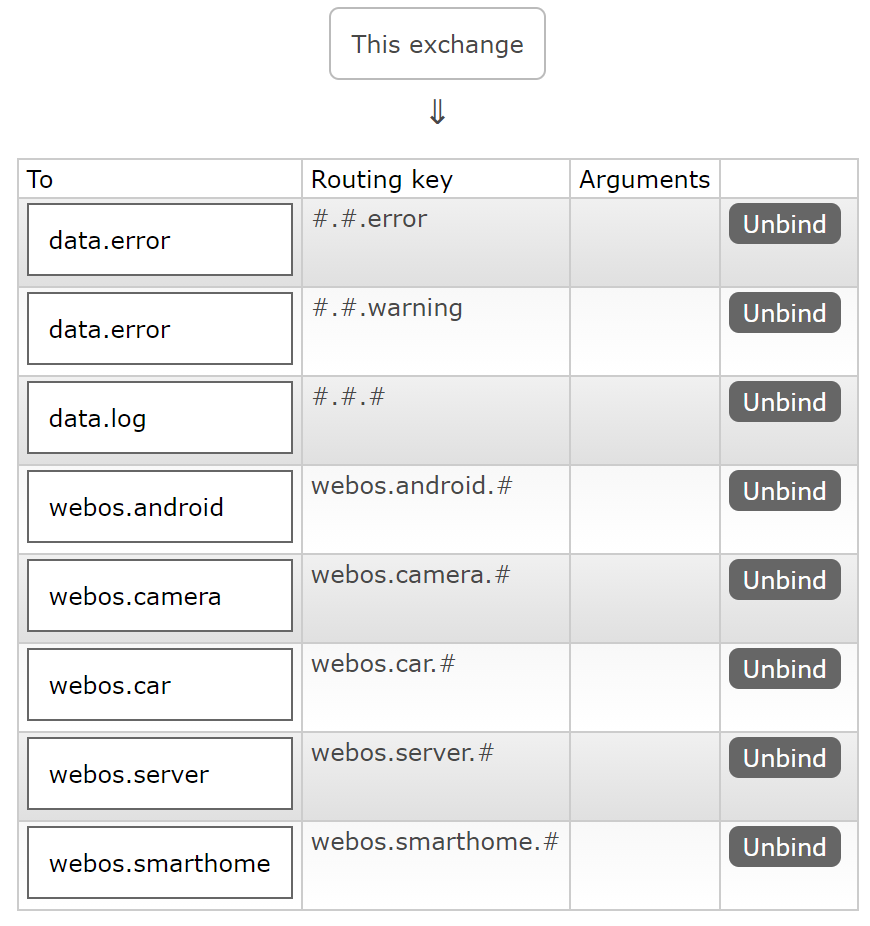 This exchange
⇓
To Routing key Arguments
data.error #.#.error Unbind
data.error #.#.warning Unbind
data.log #.#.# Unbind
webos.android webos.android.# Unbind
webos.camera webos.camera.# Unbind
webos.car webos.car.# Unbind
webos.server webos.server.# Unbind
webos.smarthome webos.smarthome.# Unbind